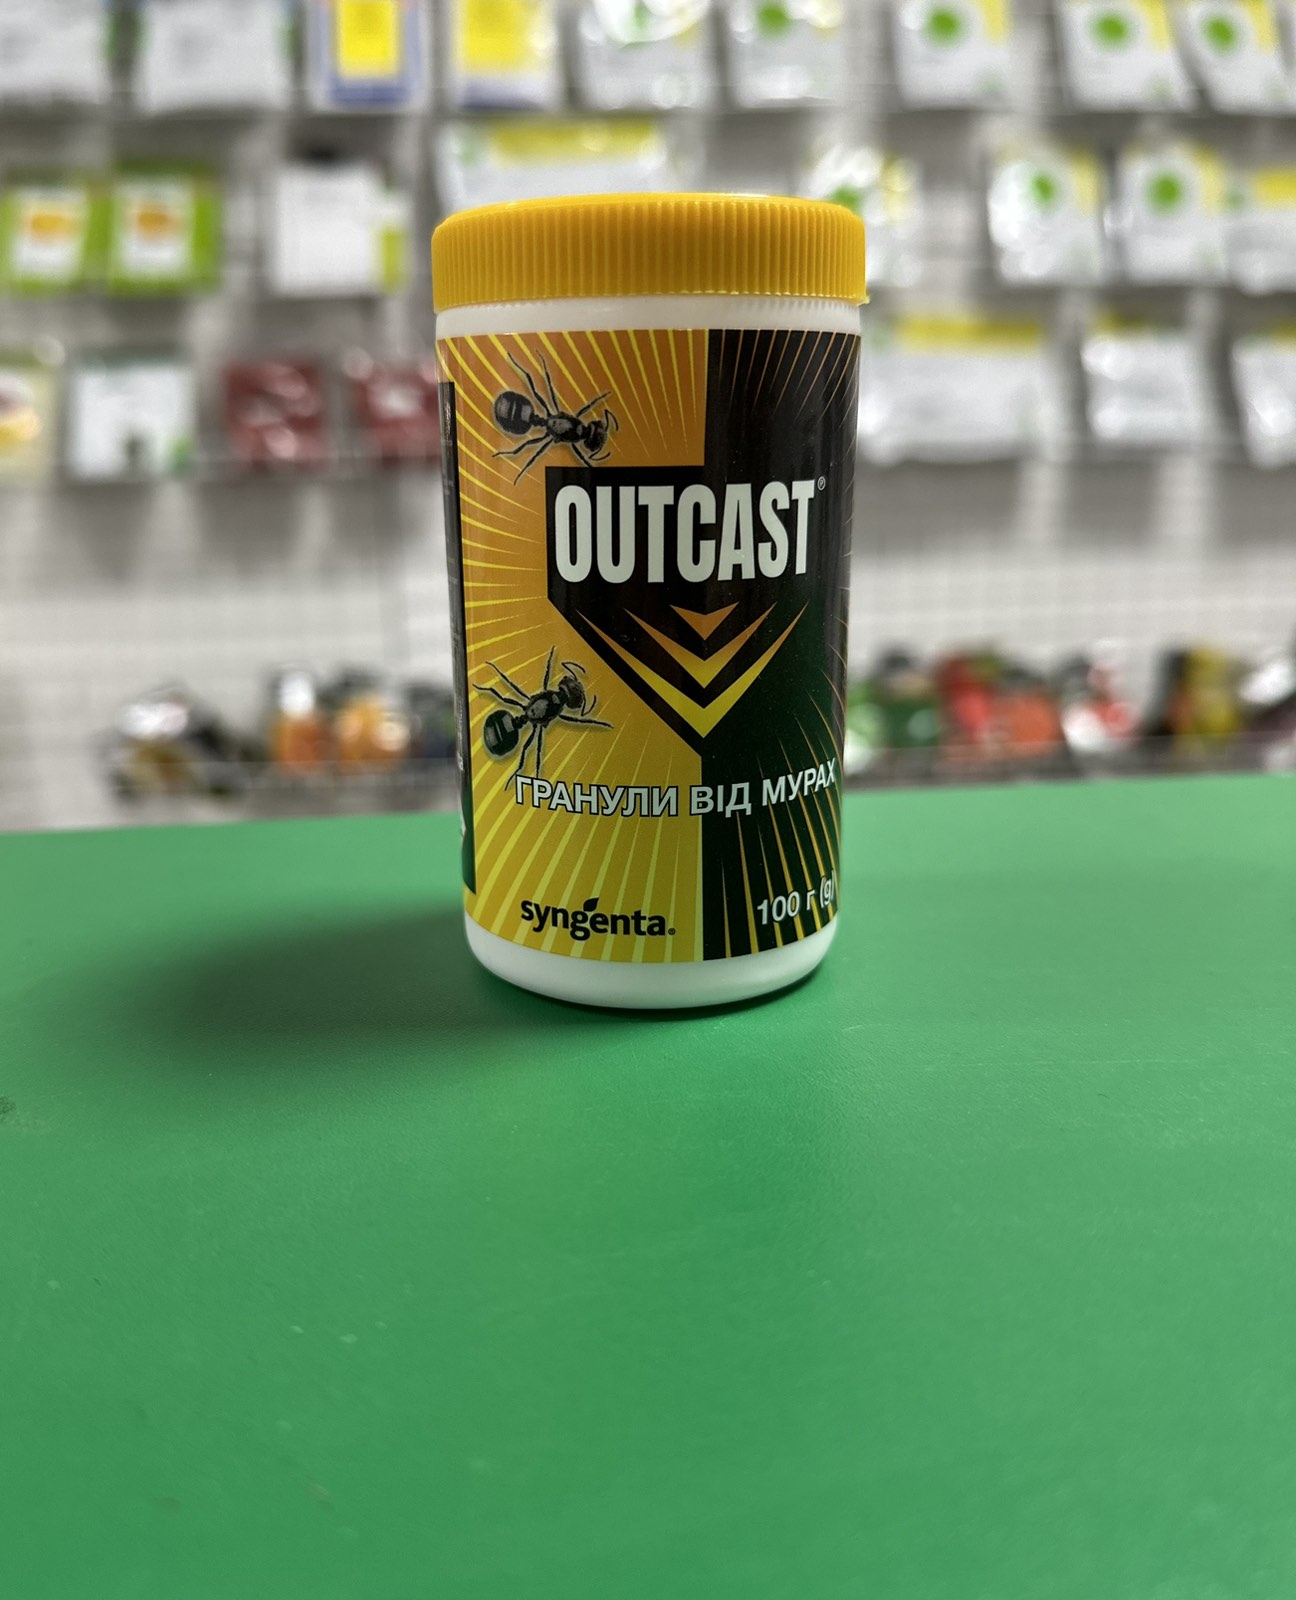 OUTCAST®
ГРАНУЛИ ВІД МУРАХ
syngenta®
100 г (g)